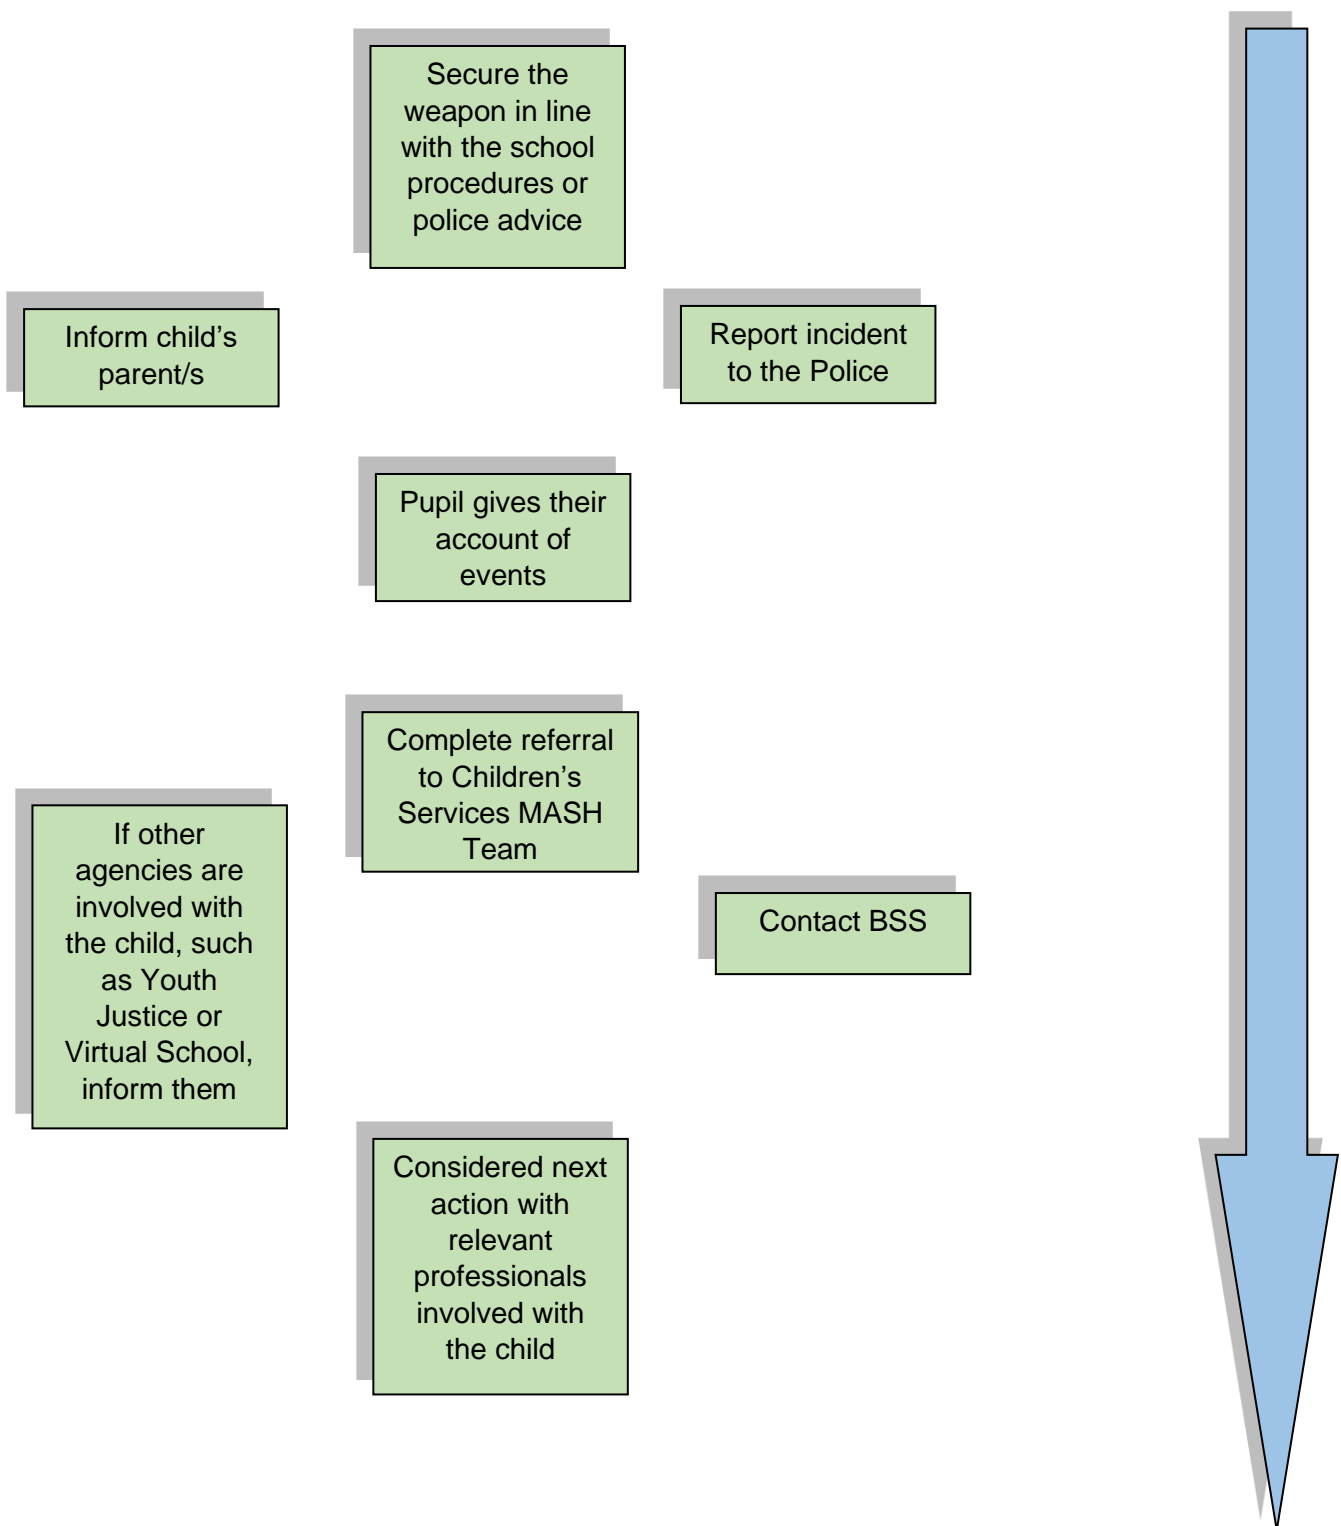 Secure the
weapon in line
with the school
procedures or
police advice
Inform child’s
parent/s
Report incident
to the Police
Pupil gives their
account of
events
Complete referral
to Children’s
Services MASH
Team
If other
agencies are
involved with
the child, such
as Youth
Justice or
Virtual School,
inform them
Contact BSS
Considered next
action with
relevant
professionals
involved with
the child